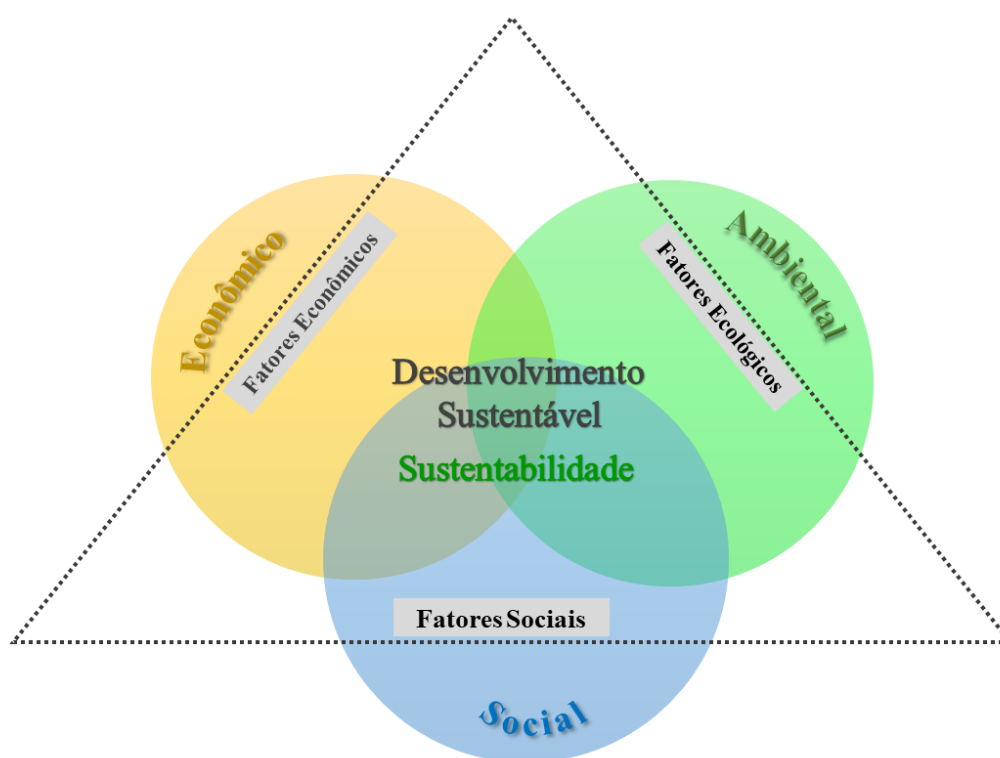 Econômico
Fatores Econômicos
Ambiental
Fatores Ecológicos
Desenvolvimento
Sustentável
Sustentabilidade
Fatores Sociais
Social